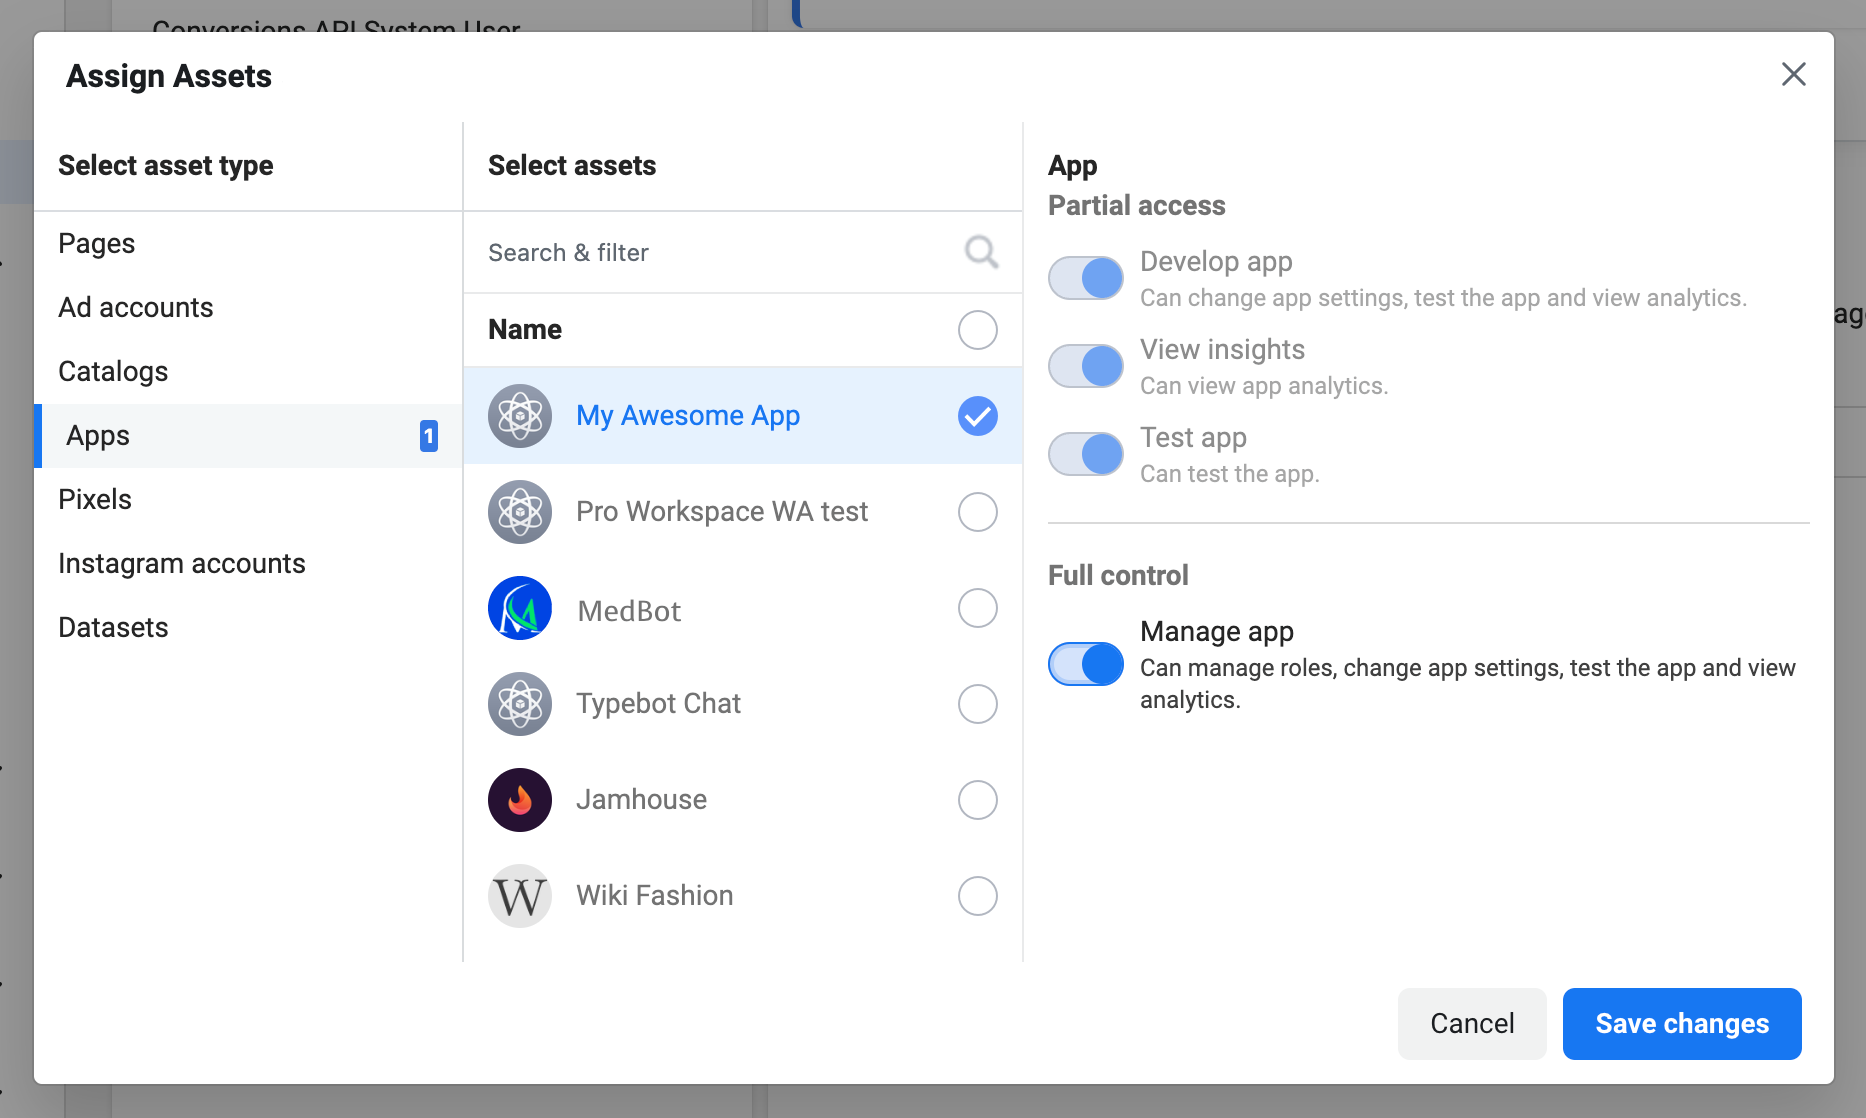 Conversions API System User
Assign Assets
Select asset type
Pages
Ad accounts
Catalogs
Apps
1
Pixels
Instagram accounts
Datasets
Select assets
Search & filter
Name
My Awesome App
Pro Workspace WA test
MedBot
Typebot Chat
Jamhouse
W
Wiki Fashion
App
Partial access
Develop app
Can change app settings, test the app and view analytics.
View insights
Can view app analytics.
Test app
Can test the app.
Full control
Manage app
Can manage roles, change app settings, test the app and view
analytics.
Cancel
Save changes